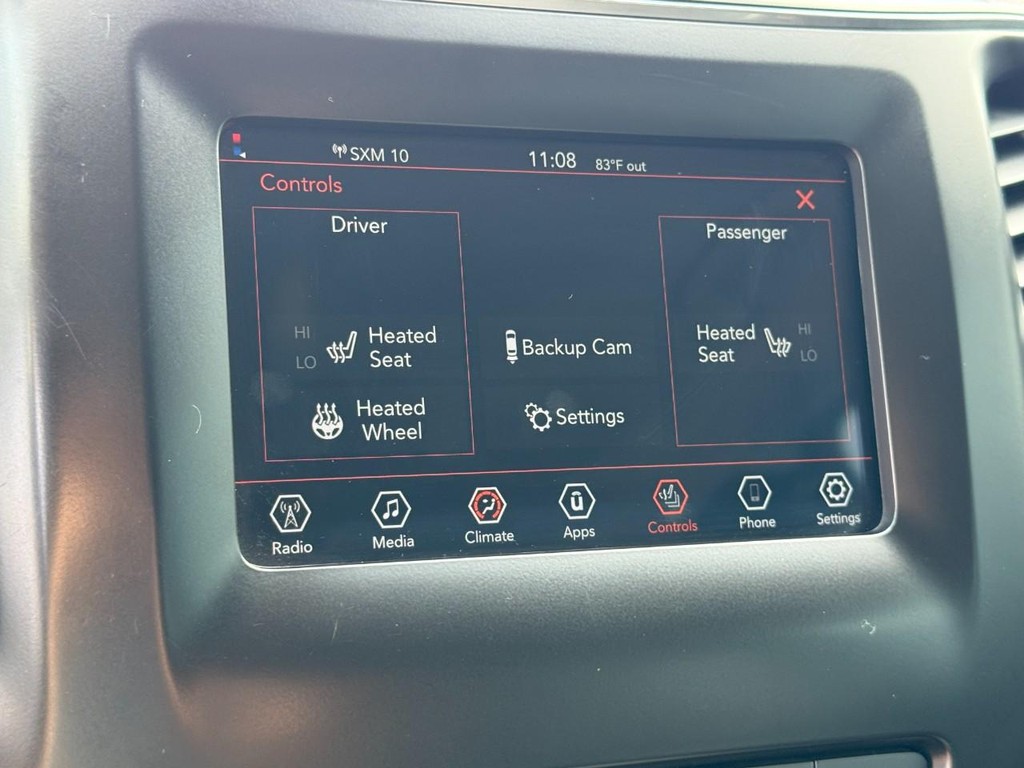 SXM 10 11:08 83°F out
Controls X
Driver
Passenger
HI
LO
Heated
Seat
Backup Cam
Heated
Seat
HI
LO
Heated
Wheel
Settings
Radio Media Climate Apps Controls Phone Settings